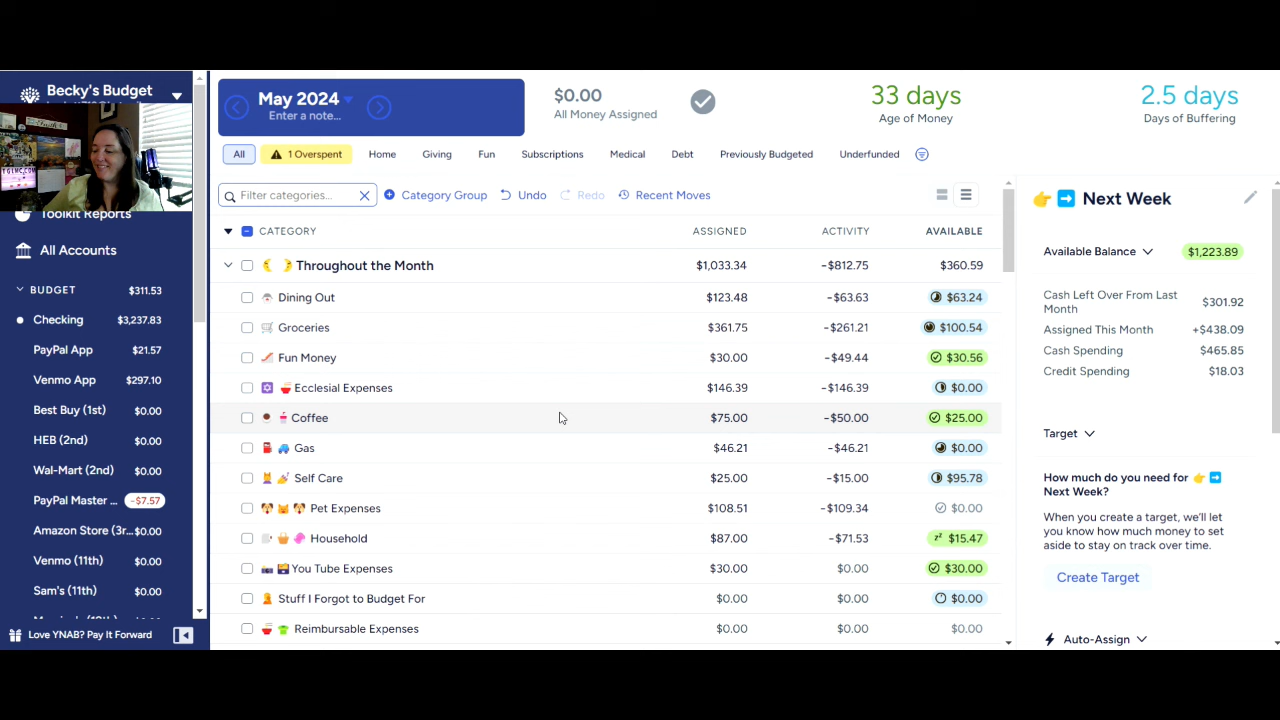 Becky's Budget
Toolkit Reports
All Accounts
BUDGET $311.53
Checking $3,237.83
PayPal App $21.57
Venmo App $297.10
Best Buy (1st) $0.00
HEB (2nd) $0.00
Wal-Mart (2nd) $0.00
PayPal Master ... -$7.57
Amazon Store (3r... $0.00
Venmo (11th) $0.00
Sam's (11th) $0.00
Love YNAB? Pay It Forward
May 2024
Enter a note...
$0.00
All Money Assigned
33 days
Age of Money
2.5 days
Days of Buffering
All 1 Overspent Home Giving Fun Subscriptions Medical Debt Previously Budgeted Underfunded
Filter categories... Category Group Undo Redo Recent Moves
CATEGORY ASSIGNED ACTIVITY AVAILABLE
Throughout the Month $1,033.34 -$812.75 $360.59
Dining Out $123.48 -$63.63 $63.24
Groceries $361.75 -$261.21 $100.54
Fun Money $30.00 -$49.44 $30.56
Ecclesial Expenses $146.39 -$146.39 $0.00
Coffee $75.00 -$50.00 $25.00
Gas $46.21 -$46.21 $0.00
Self Care $25.00 -$15.00 $95.78
Pet Expenses $108.51 -$109.34 $0.00
Household $87.00 -$71.53 $15.47
You Tube Expenses $30.00 $0.00 $30.00
Stuff I Forgot to Budget For $0.00 $0.00 $0.00
Reimbursable Expenses $0.00 $0.00 $0.00
Next Week
Available Balance $1,223.89
Cash Left Over From Last
Month $301.92
Assigned This Month +$438.09
Cash Spending $465.85
Credit Spending $18.03
Target
How much do you need for
Next Week?
When you create a target, we'll let
you know how much money to set
aside to stay on track over time.
Create Target
Auto-Assign